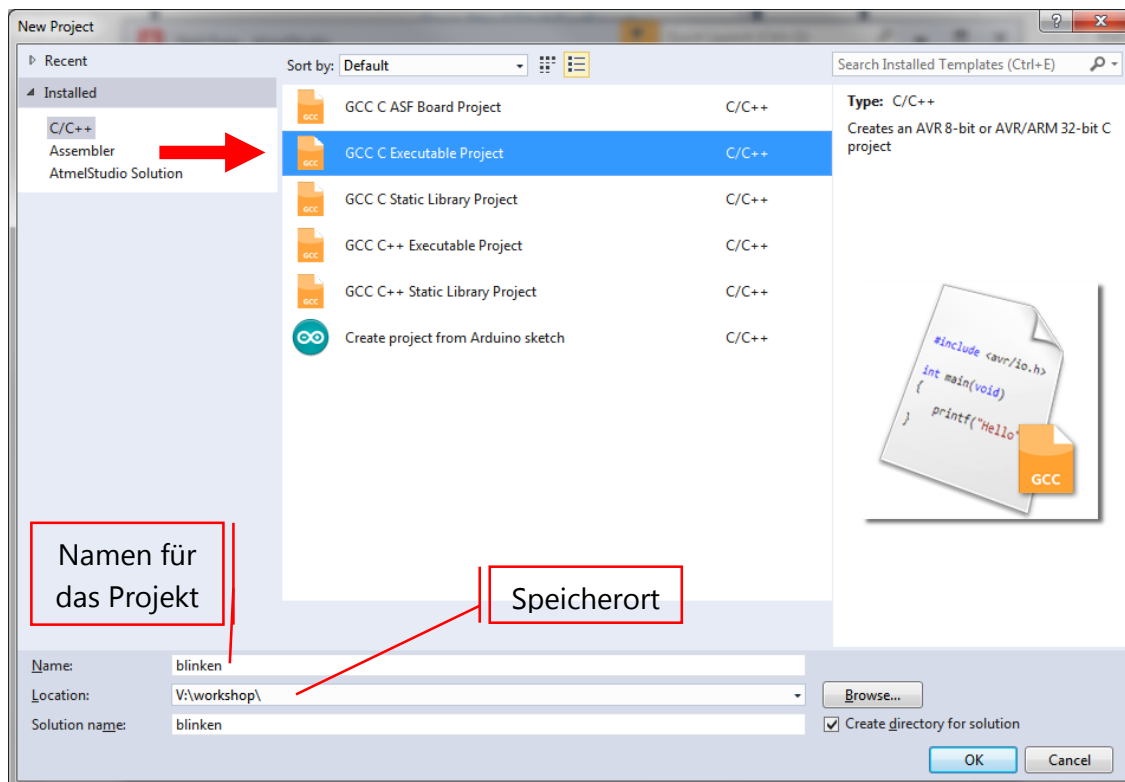 New Project
Recent
Installed
C/C++
Assembler
AtmelStudio Solution
Sort by: Default
Search Installed Templates (Ctrl+E)
GCC C ASF Board Project C/C++
GCC C Executable Project C/C++
GCC C Static Library Project C/C++
GCC C++ Executable Project C/C++
GCC C++ Static Library Project C/C++
Create project from Arduino sketch C/C++
Type: C/C++
Creates an AVR 8-bit or AVR/ARM 32-bit C
project
#include <avr/io.h>
int main(void)
{
printf("Hello"
}
GCC
Namen für
das Projekt
Speicherort
Name: blinken
Location: V:\workshop\
Browse...
Solution name: blinken
Create directory for solution
OK Cancel